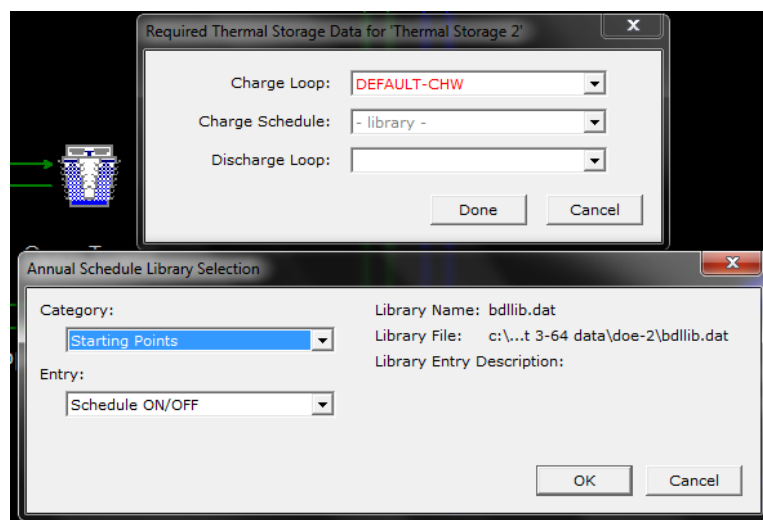 Required Thermal Storage Data for 'Thermal Storage 2'
X
Charge Loop: DEFAULT-CHW
Charge Schedule: - library -
Discharge Loop:
Done Cancel
Annual Schedule Library Selection
X
Category: Library Name: bdllib.dat
Starting Points Library File: c:\...t 3-64 data\doe-2\bdllib.dat
Library Entry Description:
Entry:
Schedule ON/OFF
OK Cancel